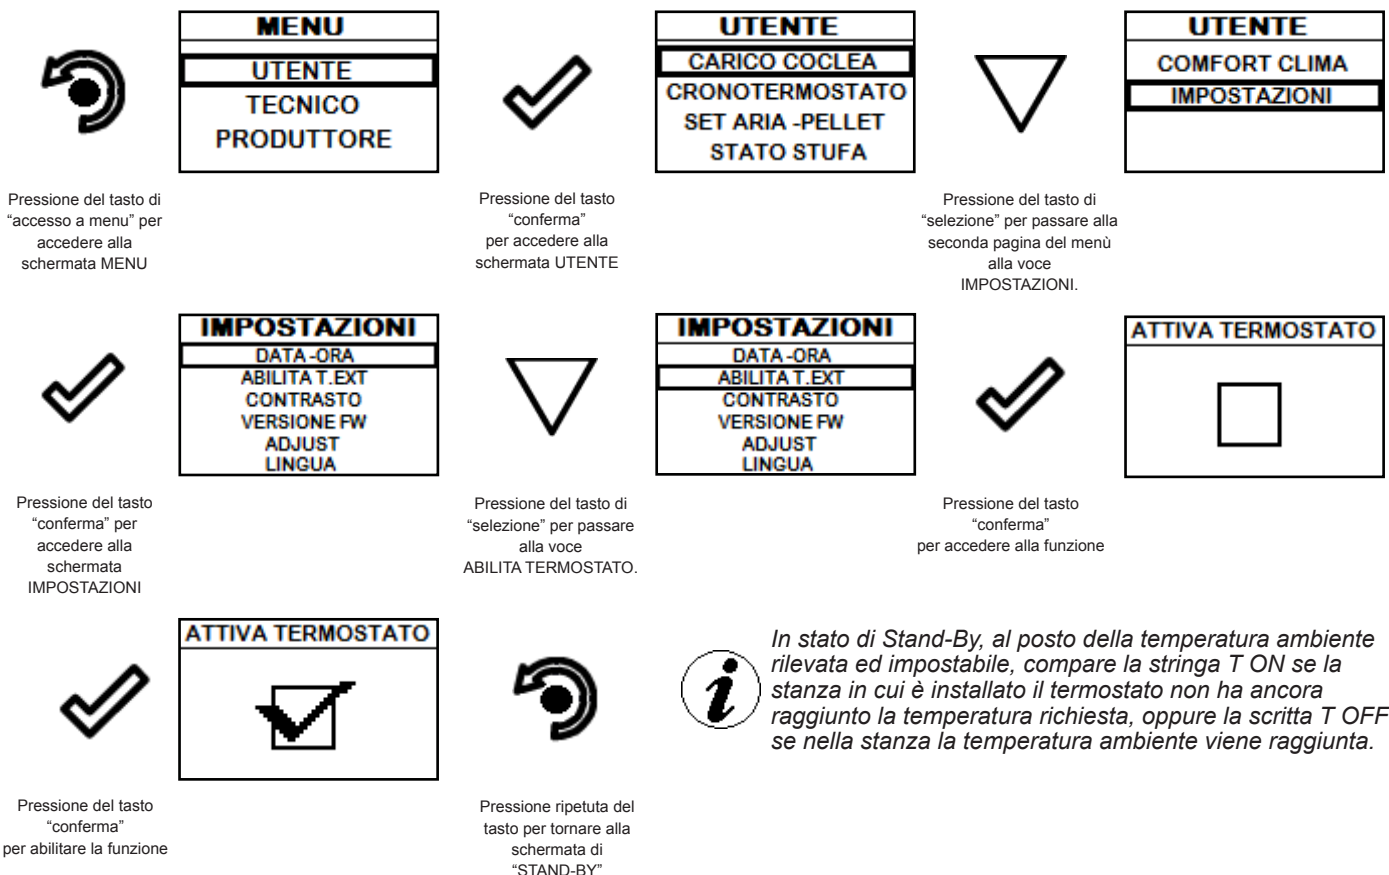 MENU
UTENTE
TECNICO
PRODUTTORE
Pressione del tasto di
“accesso a menu” per
accedere alla
schermata MENU
UTENTE
CARICO COCLEA
CRONOTERMOSTATO
SET ARIA -PELLET
STATO STUFA
Pressione del tasto
“conferma”
per accedere alla
schermata UTENTE
UTENTE
COMFORT CLIMA
IMPOSTAZIONI
Pressione del tasto di
“selezione” per passare alla
seconda pagina del menù
alla voce
IMPOSTAZIONI.
IMPOSTAZIONI
DATA -ORA
ABILITA T.EXT
CONTRASTO
VERSIONE FW
ADJUST
LINGUA
Pressione del tasto
“conferma” per
accedere alla
schermata
IMPOSTAZIONI
IMPOSTAZIONI
DATA -ORA
ABILITA T.EXT
CONTRASTO
VERSIONE FW
ADJUST
LINGUA
Pressione del tasto di
“selezione” per passare
alla voce
ABILITA TERMOSTATO.
ATTIVA TERMOSTATO
Pressione del tasto
“conferma”
per accedere alla funzione
ATTIVA TERMOSTATO
Pressione del tasto
“conferma”
per abilitare la funzione
Pressione ripetuta del
tasto per tornare alla
schermata di
“STAND-BY”
In stato di Stand-By, al posto della temperatura ambiente
rilevata ed impostabile, compare la stringa T ON se la
stanza in cui è installato il termostato non ha ancora
raggiunto la temperatura richiesta, oppure la scritta T OFF
se nella stanza la temperatura ambiente viene raggiunta.